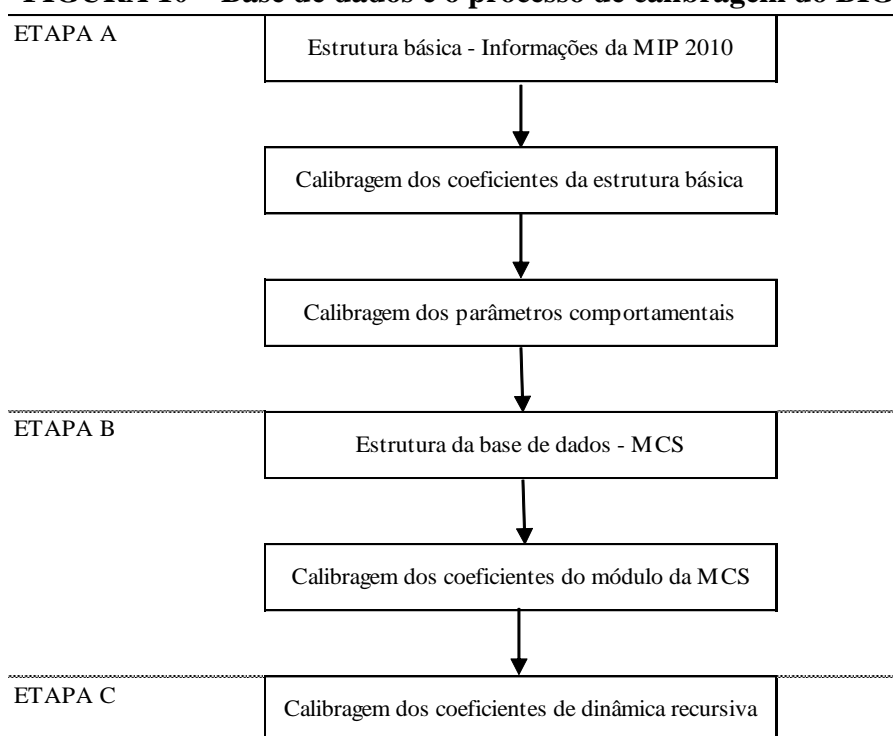 ETAPA A
Estrutura básica - Informações da MIP 2010
Calibragem dos coeficientes da estrutura básica
Calibragem dos parâmetros comportamentais
ETAPA B
Estrutura da base de dados - MCS
Calibragem dos coeficientes do módulo da MCS
ETAPA C
Calibragem dos coeficientes de dinâmica recursiva